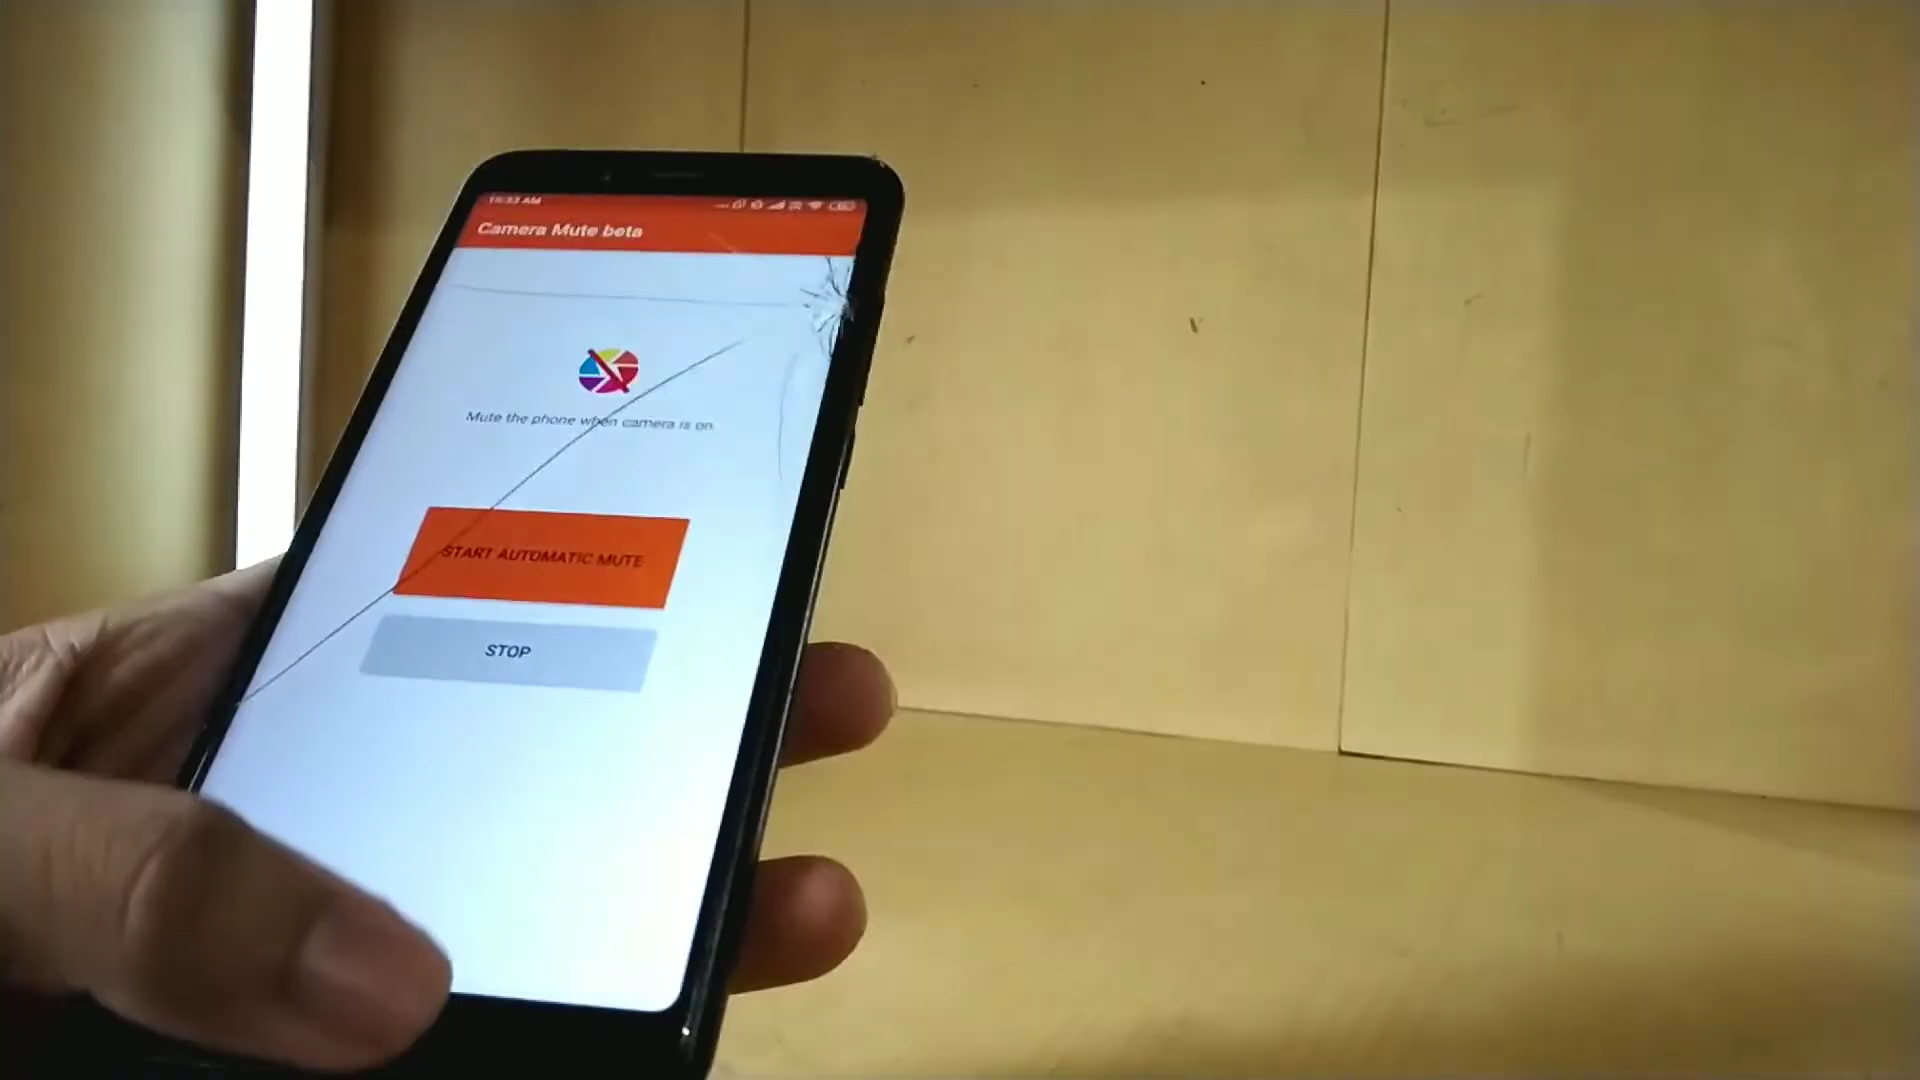 Camera Mute beta
Mute the phone when camera is on.
START AUTOMATIC MUTE
STOP